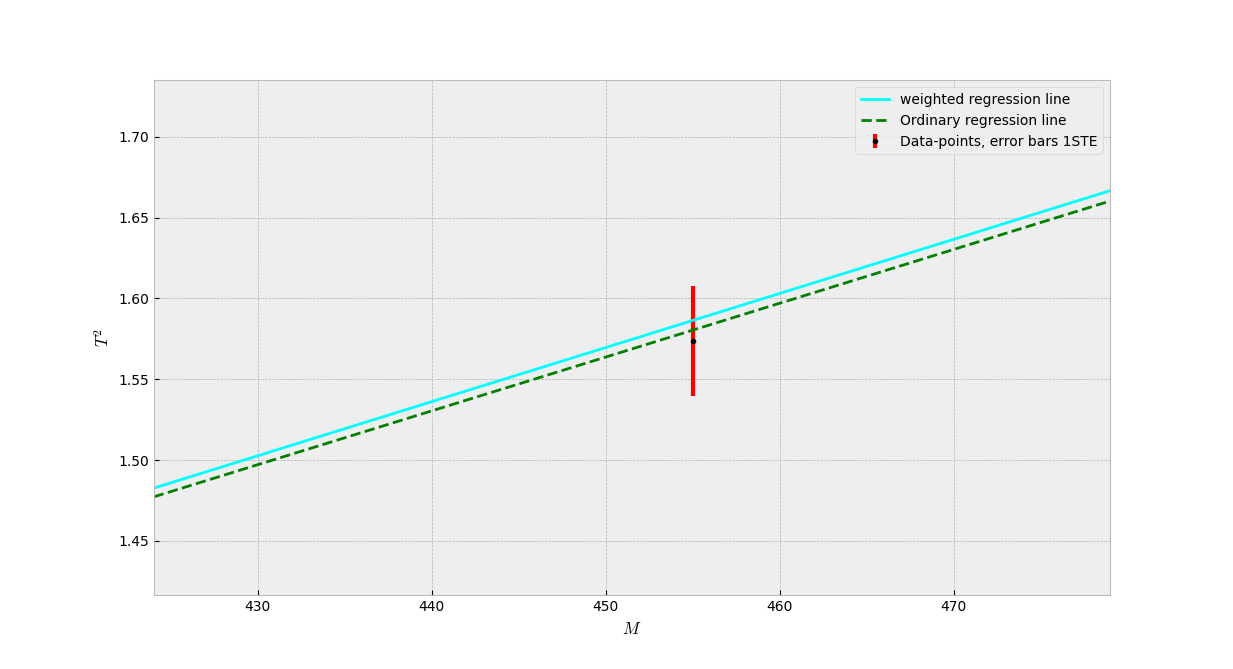 weighted regression line
Ordinary regression line
Data-points, error bars 1STE
1.70
1.65
1.60
1.55
1.50
1.45
T²
430 440 450 460 470
M